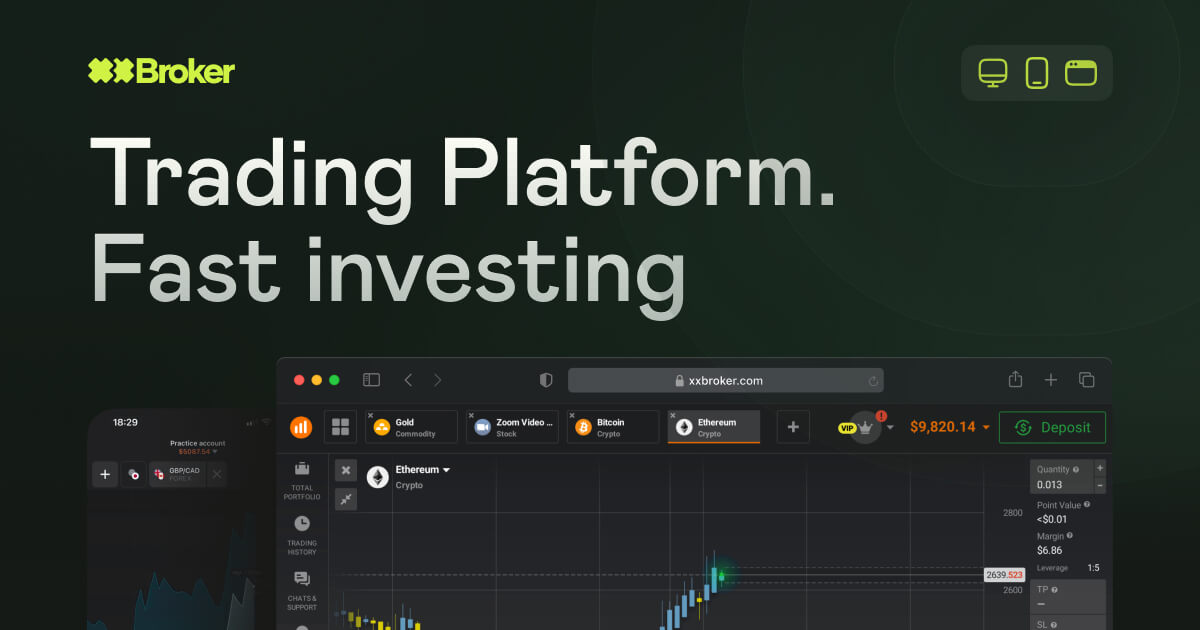 Broker
Trading Platform.
Fast investing
xxbroker.com
18:29
Practice account
$5087.54
GBP/CAD
FOREX
Gold
Commodity
Zoom Video ...
Stock
Bitcoin
Crypto
Ethereum
Crypto
VIP
$9,820.14
Deposit
TOTAL
PORTFOLIO
TRADING
HISTORY
CHATS &
SUPPORT
Ethereum
Crypto
2800
2639.523
2600
Quantity
0.013
Point Value
<$0.01
Margin
$6.86
Leverage 1:5
TP
SL